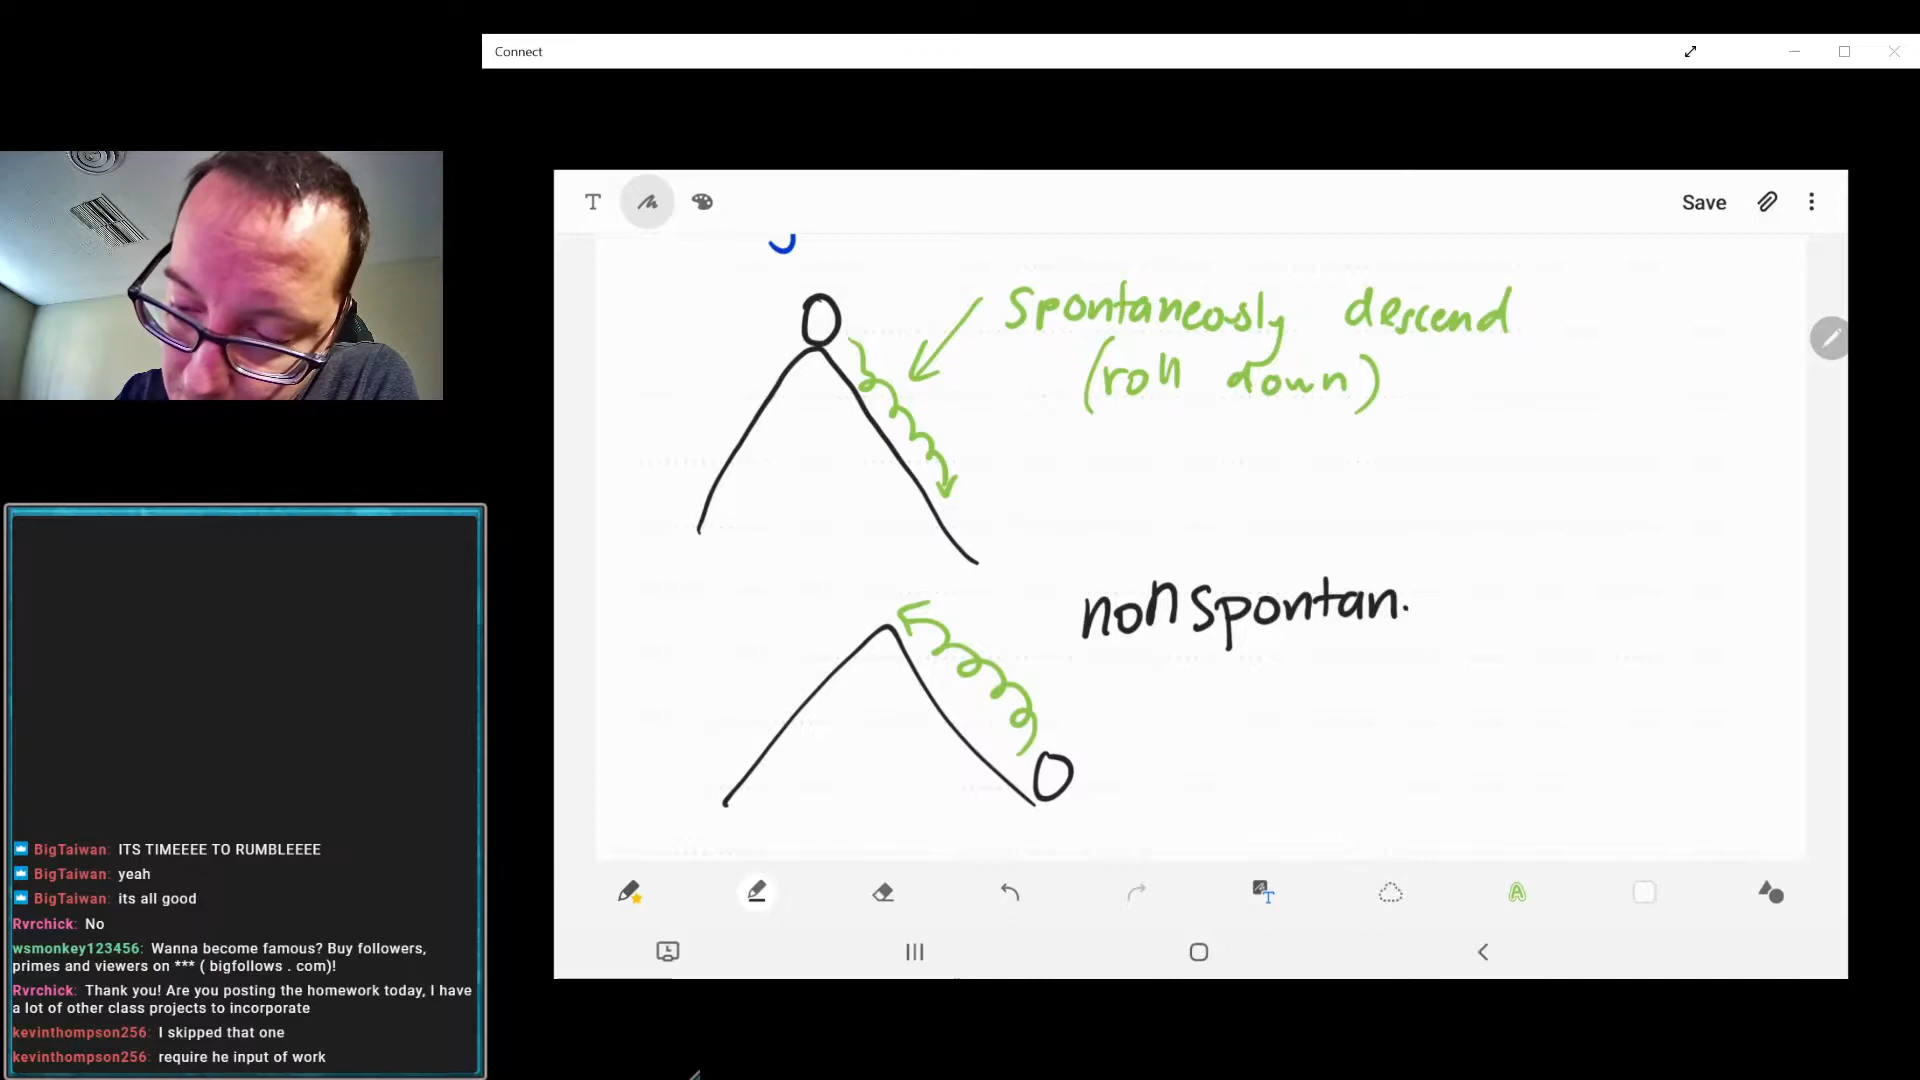 Connect
Save
Spontaneously descend
(roll down)
nonspontan.
BigTaiwan: ITS TIMEEEE TO RUMBLEEEE
BigTaiwan: yeah
BigTaiwan: its all good
Rvrchick: No
wsmonkey123456: Wanna become famous? Buy followers,
primes and viewers on *** ( bigfollows . com)!
Rvrchick: Thank you! Are you posting the homework today, I have
a lot of other class projects to incorporate
kevinthompson256: I skipped that one
kevinthompson256: require he input of work